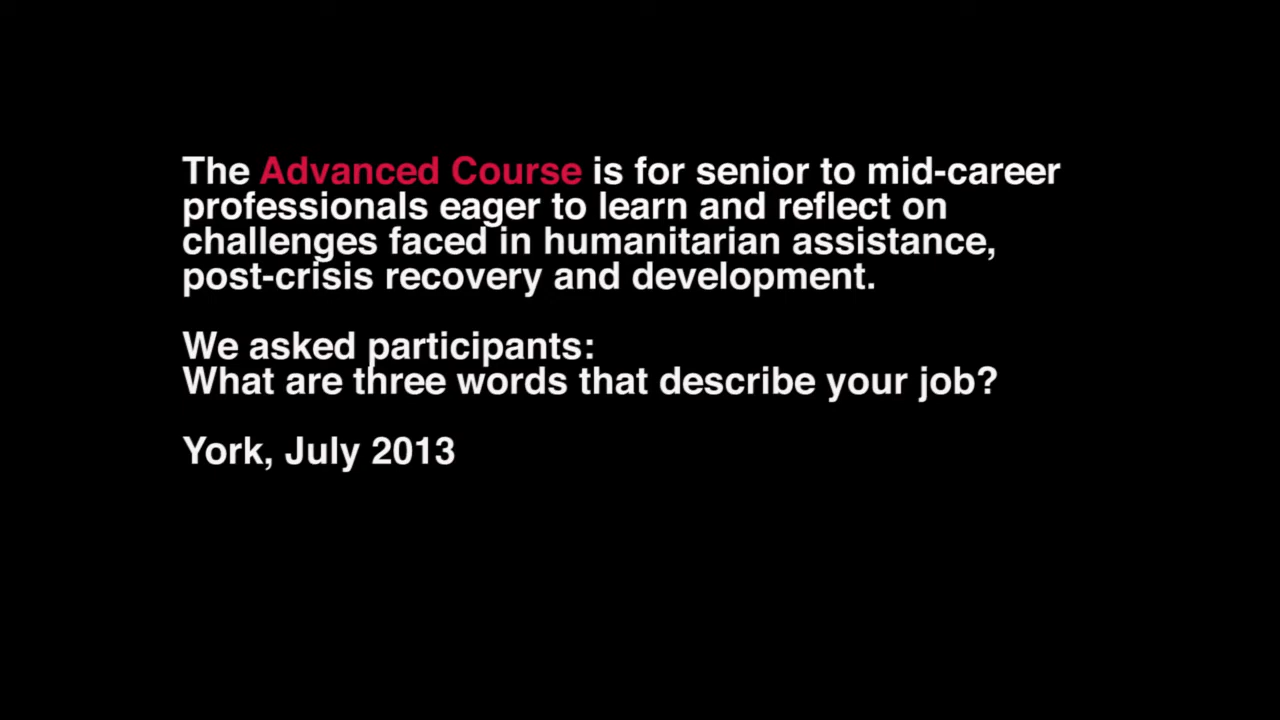 The Advanced Course is for senior to mid-career
professionals eager to learn and reflect on
challenges faced in humanitarian assistance,
post-crisis recovery and development.
We asked participants:
What are three words that describe your job?
York, July 2013